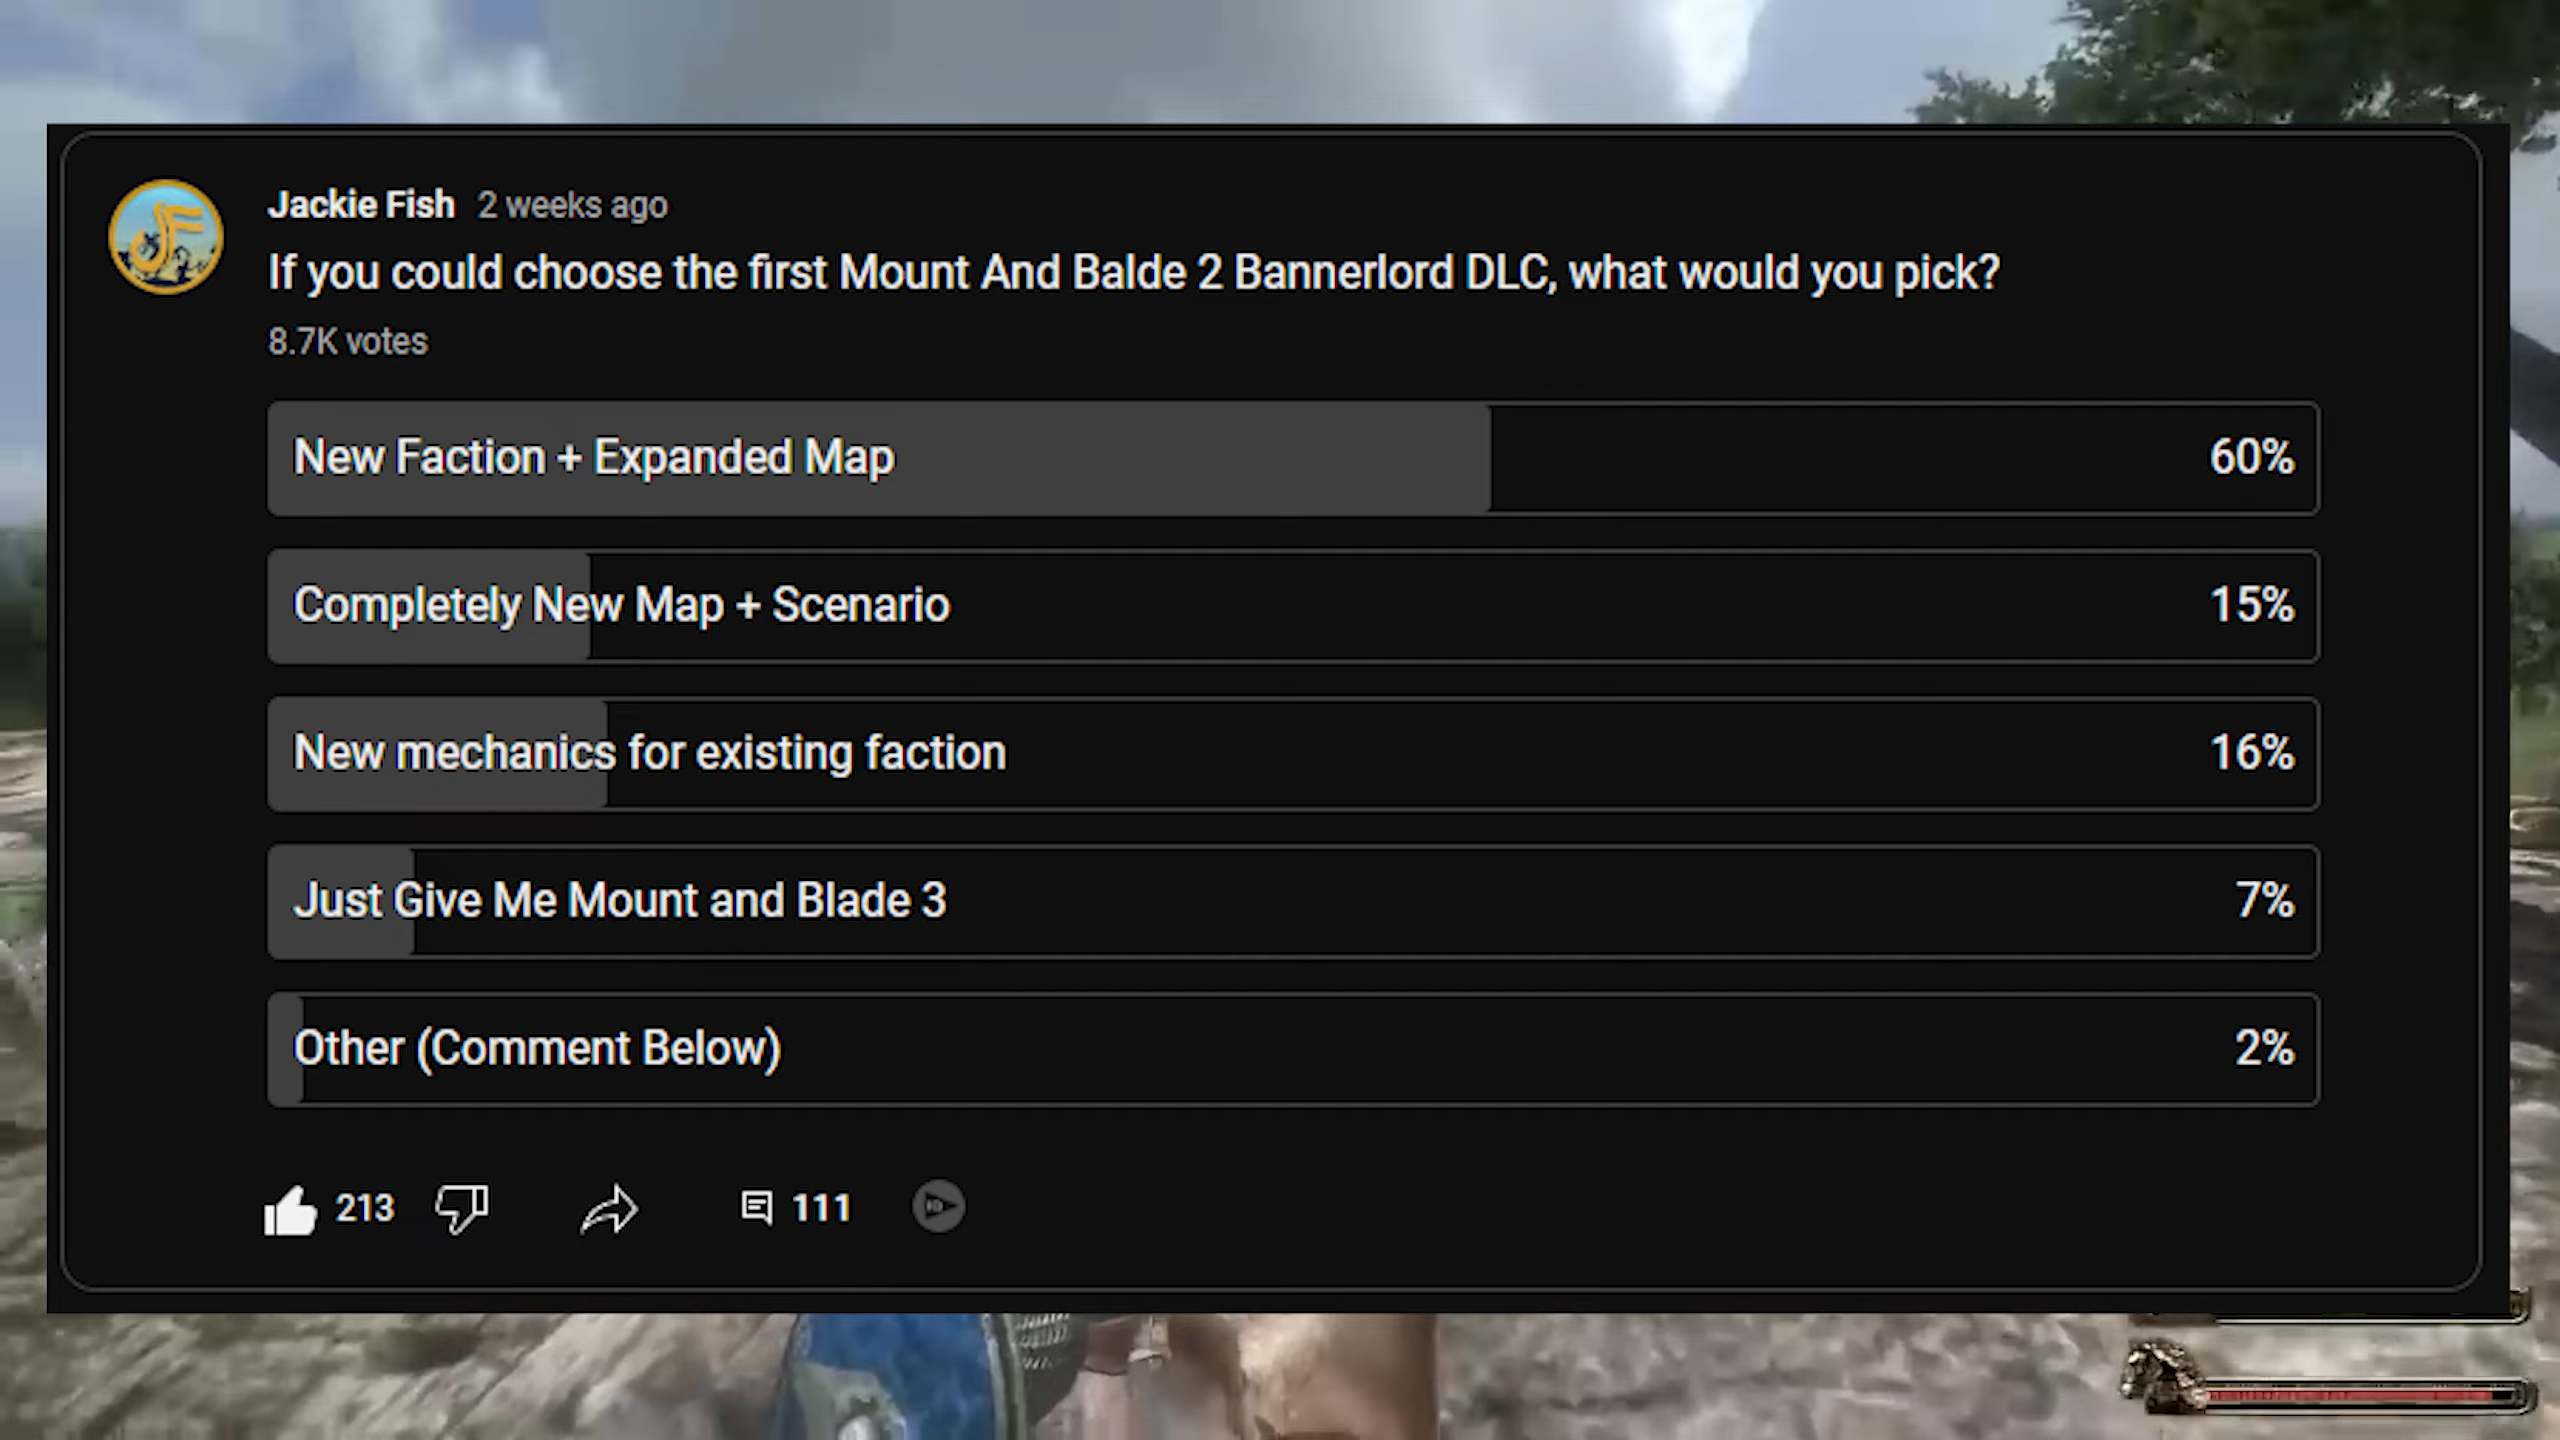 Jackie Fish 2 weeks ago
If you could choose the first Mount And Balde 2 Bannerlord DLC, what would you pick?
8.7K votes
New Faction + Expanded Map 60%
Completely New Map + Scenario 15%
New mechanics for existing faction 16%
Just Give Me Mount and Blade 3 7%
Other (Comment Below) 2%
213 111